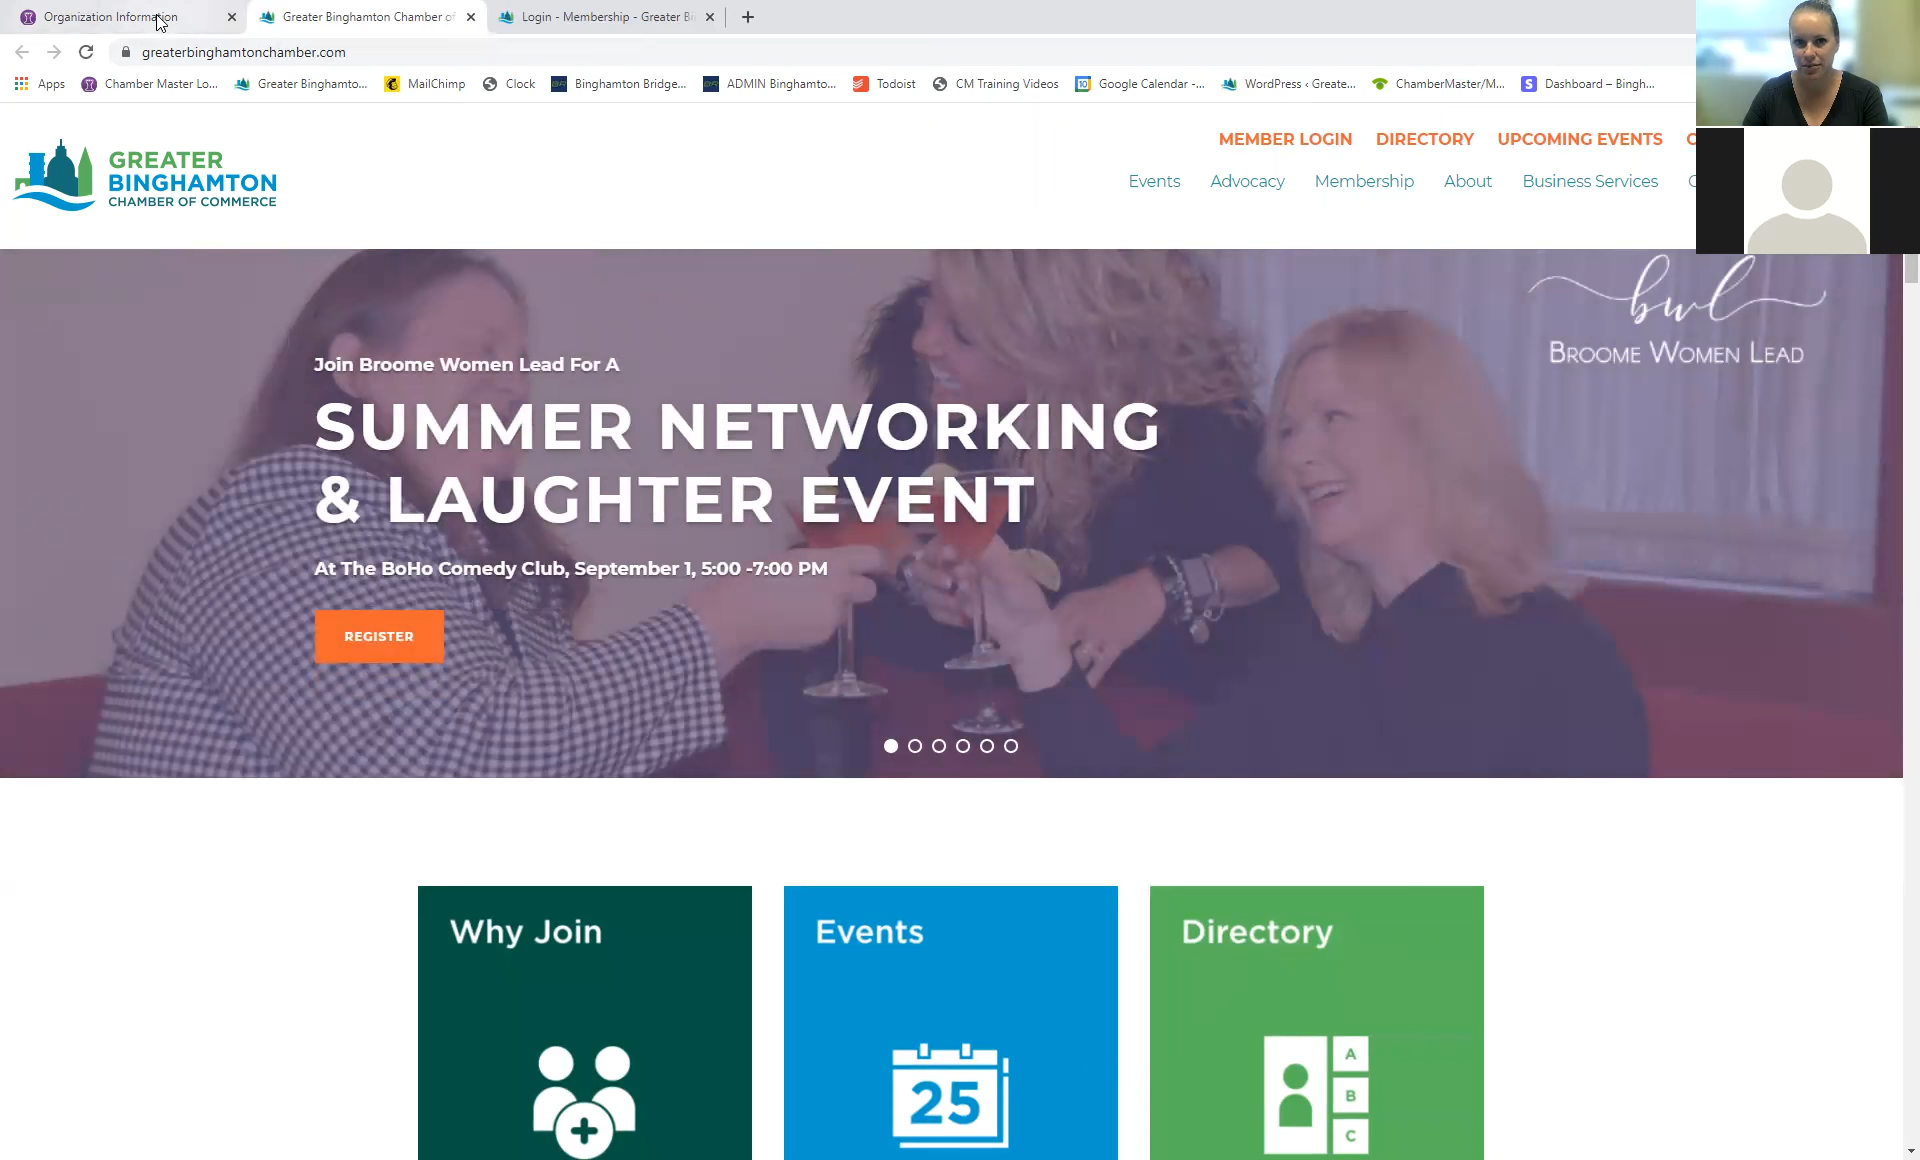 Organization Information
Greater Binghamton Chamber of
Login - Membership - Greater Bi
greaterbinghamtonchamber.com
Apps
Chamber Master Lo...
Greater Binghamto...
MailChimp
Clock
Binghamton Bridge...
ADMIN Binghamto...
Todoist
CM Training Videos
Google Calendar -...
WordPress ‹ Greate...
ChamberMaster/M...
Dashboard – Bingh...
GREATER
BINGHAMTON
CHAMBER OF COMMERCE
MEMBER LOGIN
DIRECTORY
UPCOMING EVENTS
Events
Advocacy
Membership
About
Business Services
bwl
BROOME WOMEN LEAD
Join Broome Women Lead For A
SUMMER NETWORKING
& LAUGHTER EVENT
At The BoHo Comedy Club, September 1, 5:00 -7:00 PM
REGISTER
Why Join
Events
25
Directory
A
B
C